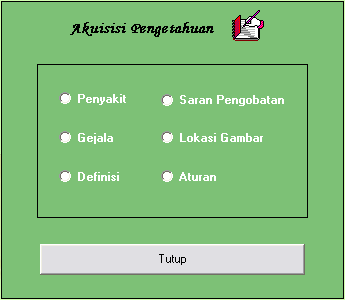 Akuisisi Pengetahuan
Penyakit
Saran Pengobatan
Gejala
Lokasi Gambar
Definisi
Aturan
Tutup